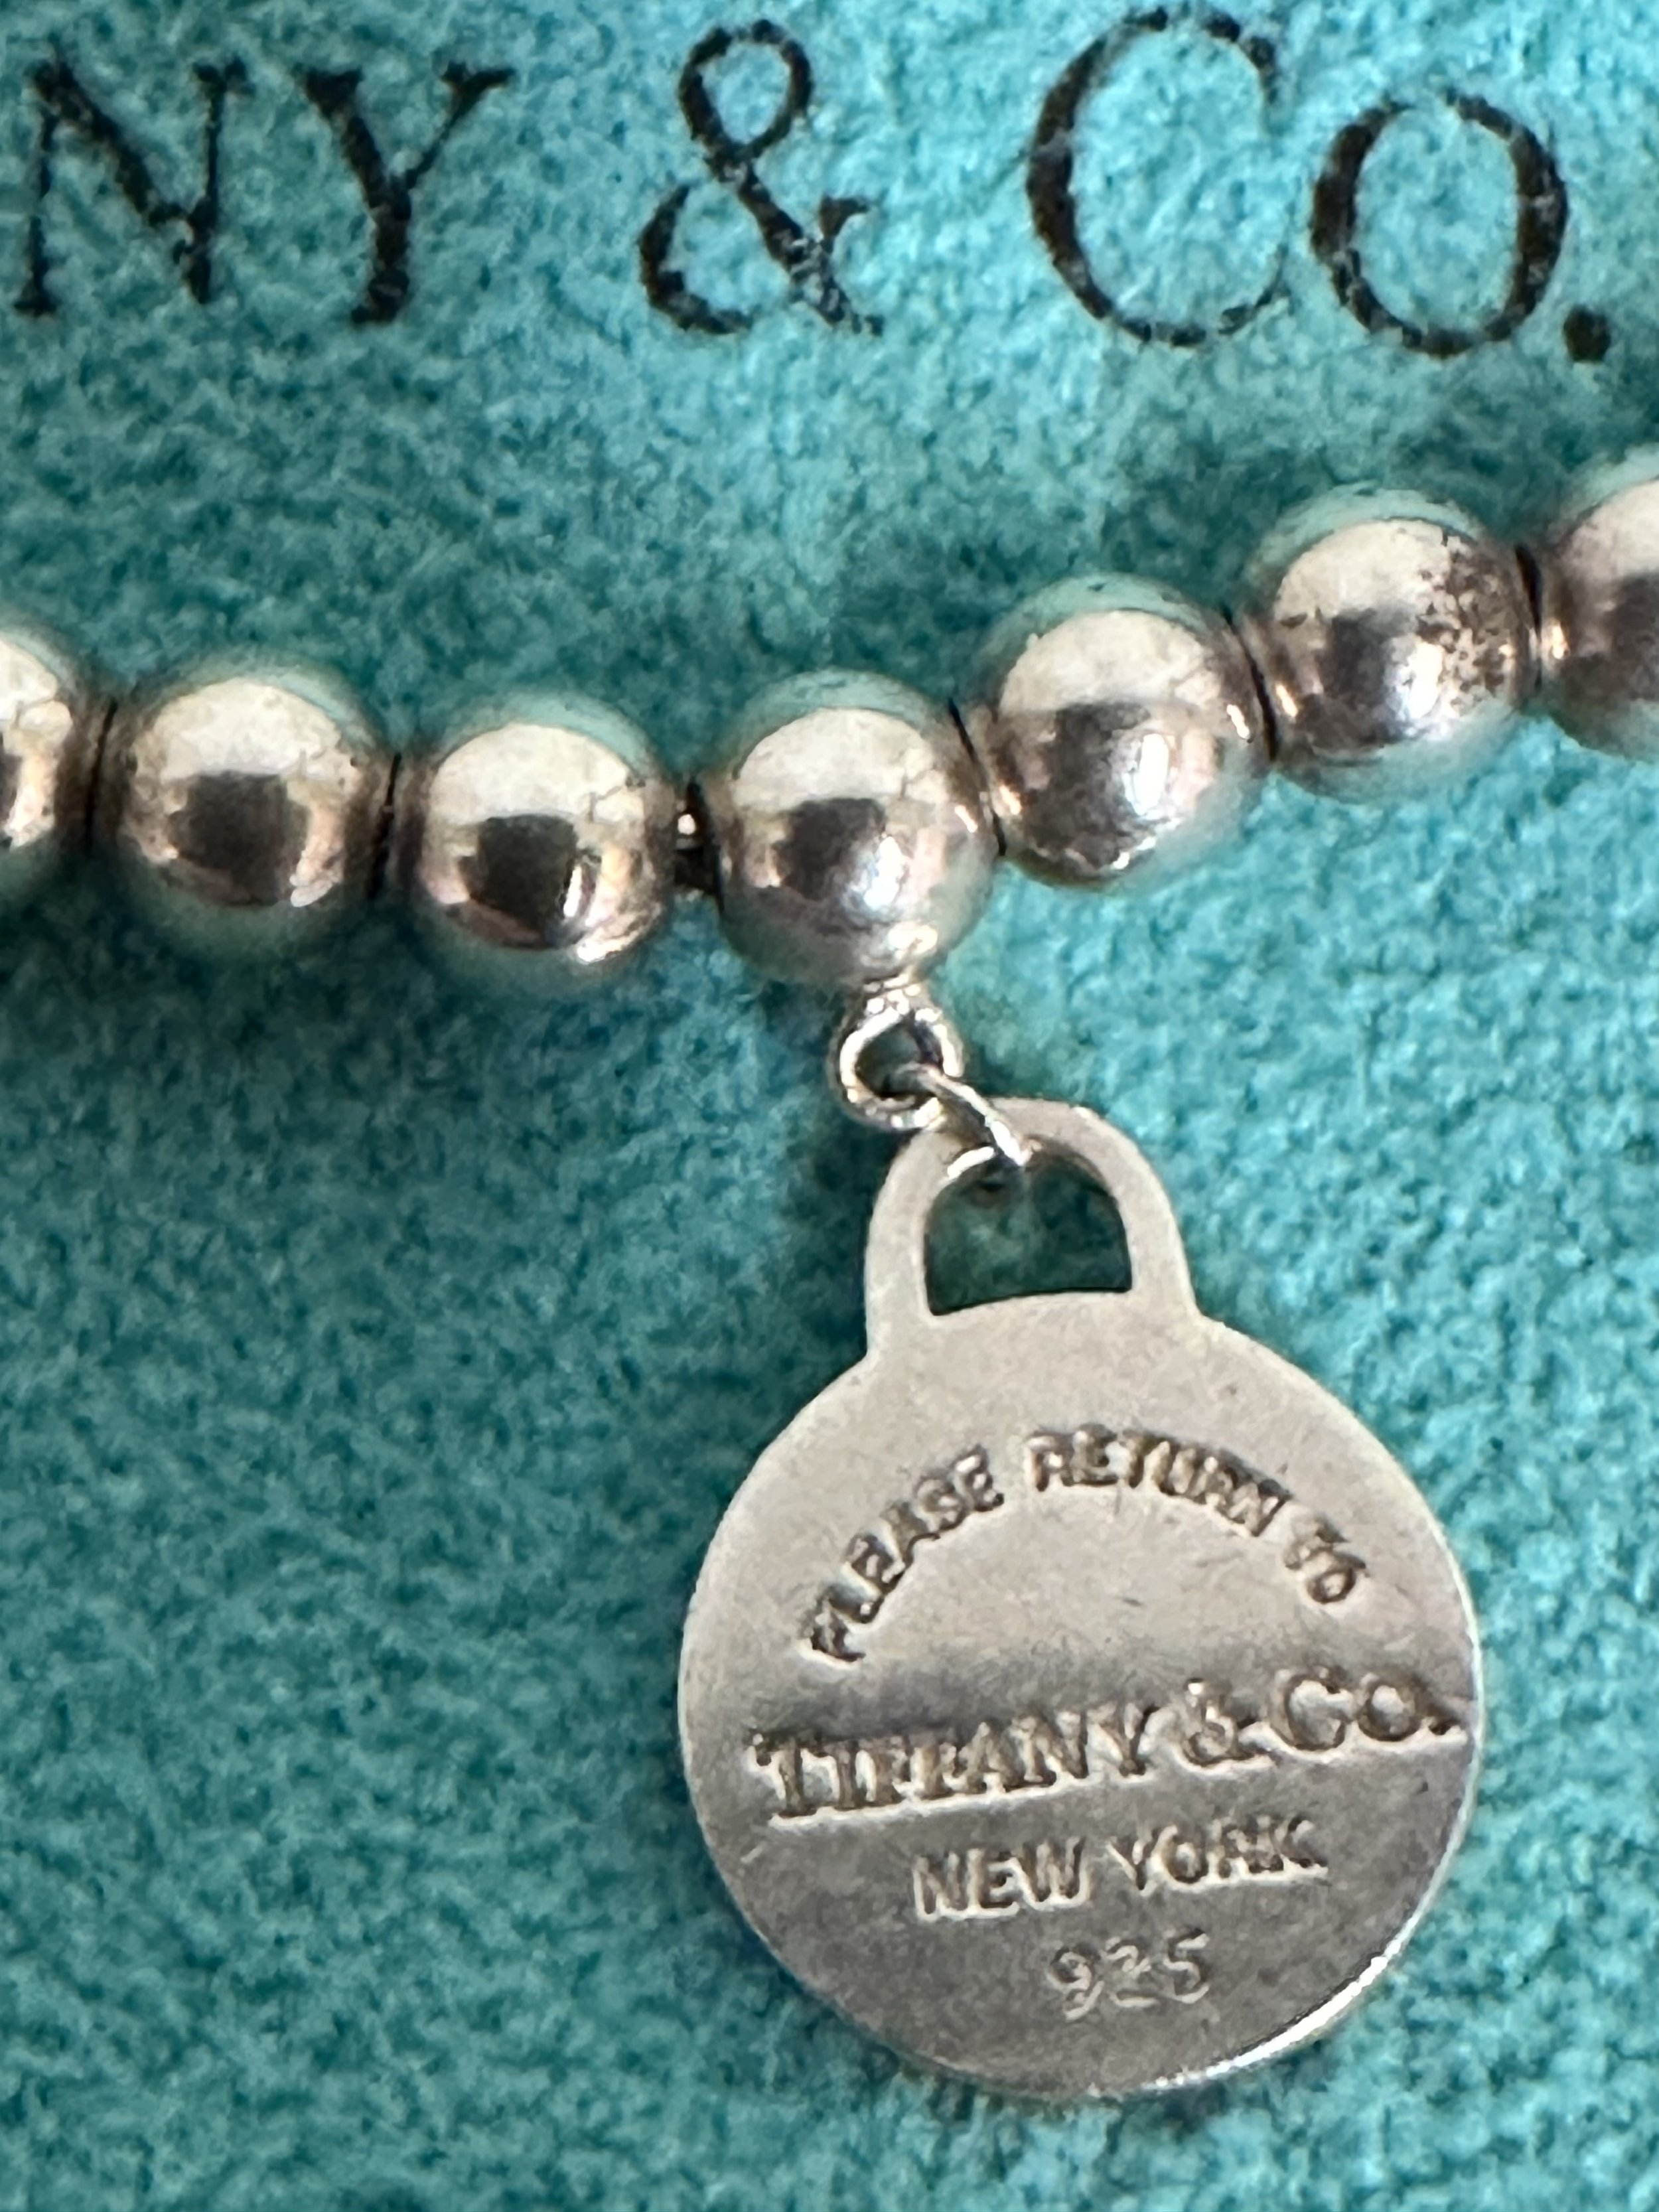 NY & CO.
PLEASE RETURN TO
TIFFANY & CO.
NEW YORK
925